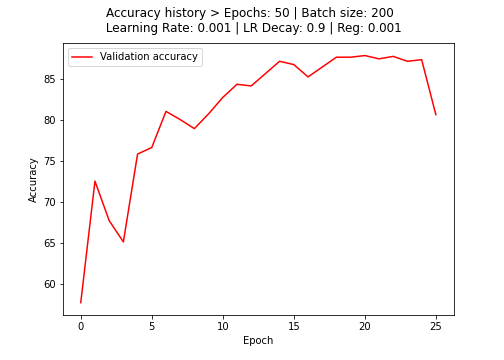 Accuracy history > Epochs: 50 | Batch size: 200
Learning Rate: 0.001 | LR Decay: 0.9 | Reg: 0.001
Validation accuracy
85
80
75
70
65
60
Accuracy
0 5 10 15 20 25
Epoch